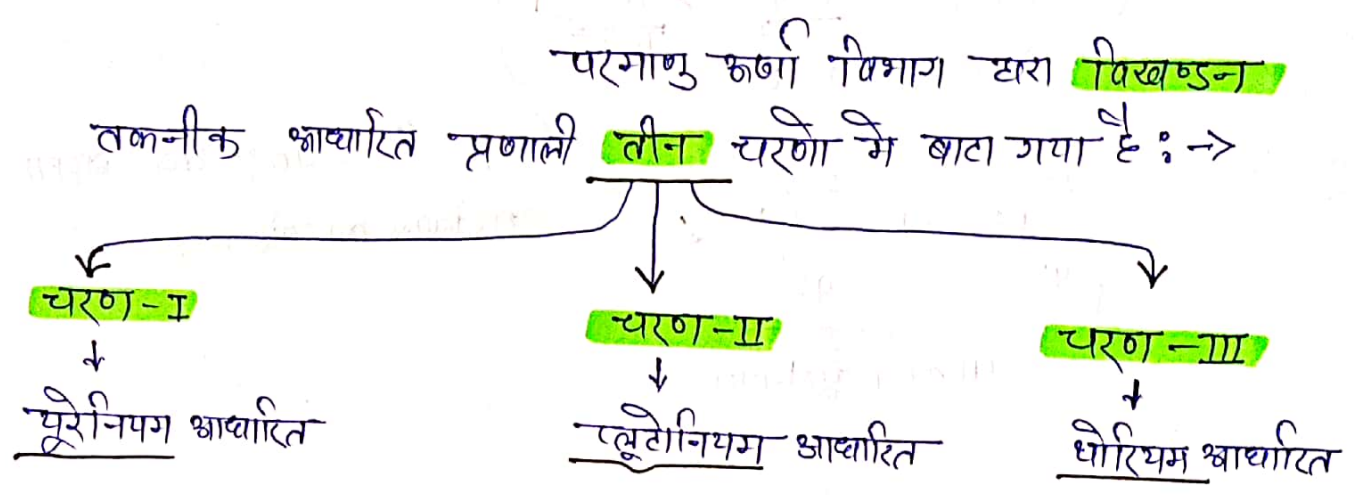 परमाणु ऊर्जा विभाग द्वारा विखण्डन
तकनीक आधारित प्रणाली तीन चरणो मे बाटा गया है : →
चरण - I
चरण - II
चरण - III
यूरेनियम आधारित
प्लूटोनियम आधारित
थोरियम आधारित